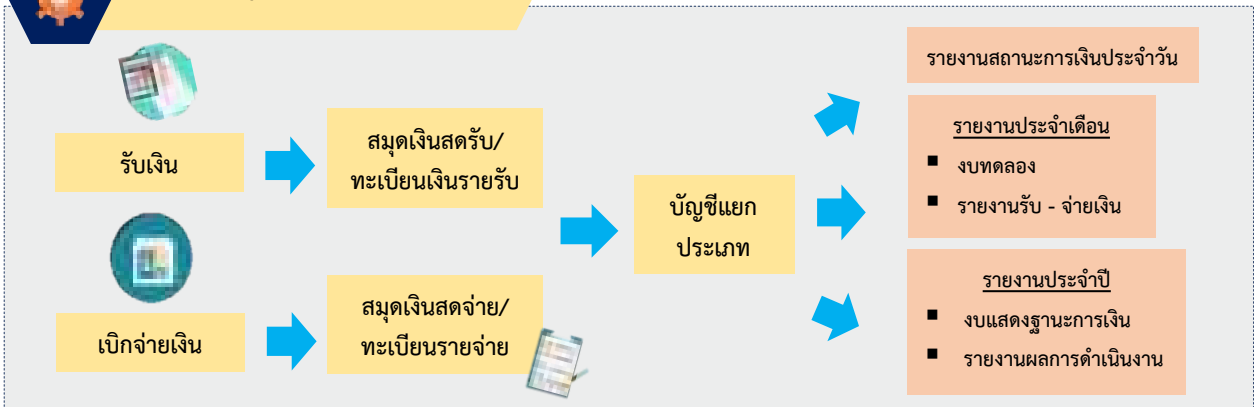 รับเงิน
สมุดเงินสดรับ/
ทะเบียนเงินรายรับ
เบิกจ่ายเงิน
สมุดเงินสดจ่าย/
ทะเบียนรายจ่าย
บัญชีแยก
ประเภท
รายงานสถานะการเงินประจำวัน
รายงานประจำเดือน
▪ งบทดลอง
▪ รายงานรับ - จ่ายเงิน
รายงานประจำปี
▪ งบแสดงฐานะการเงิน
▪ รายงานผลการดำเนินงาน